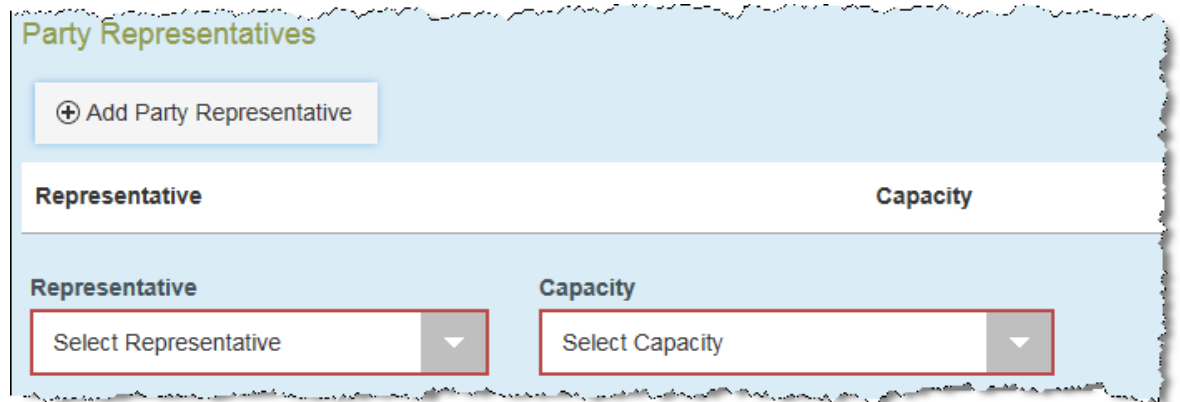 Party Representatives
Add Party Representative
Representative Capacity
Representative Capacity
Select Representative Select Capacity